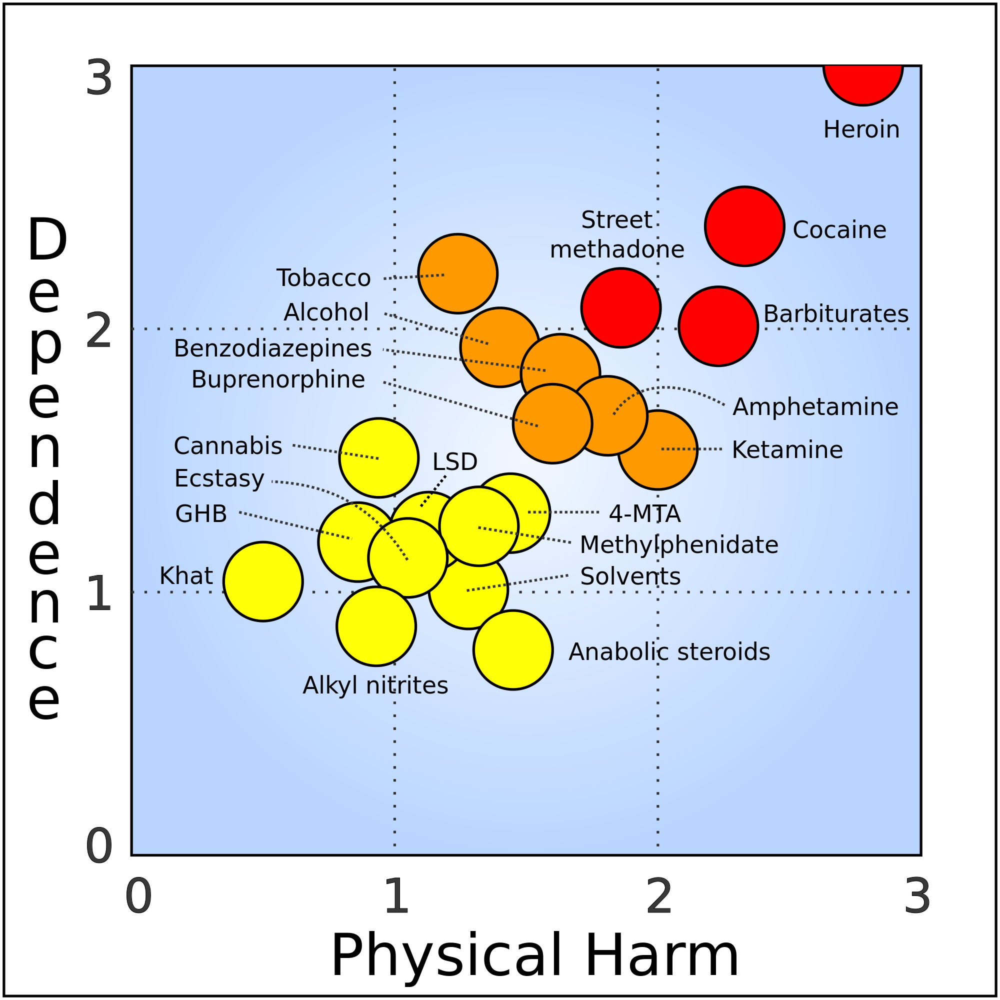 3
Heroin
Street
methadone
Cocaine
Tobacco
Alcohol
Barbiturates
2
Benzodiazepines
Buprenorphine
Amphetamine
Cannabis
Ketamine
LSD
Ecstasy
GHB
4-MTA
Methylphenidate
Khat
Solvents
1
Anabolic steroids
Alkyl nitrites
0
Dependence
0 1 2 3
Physical Harm